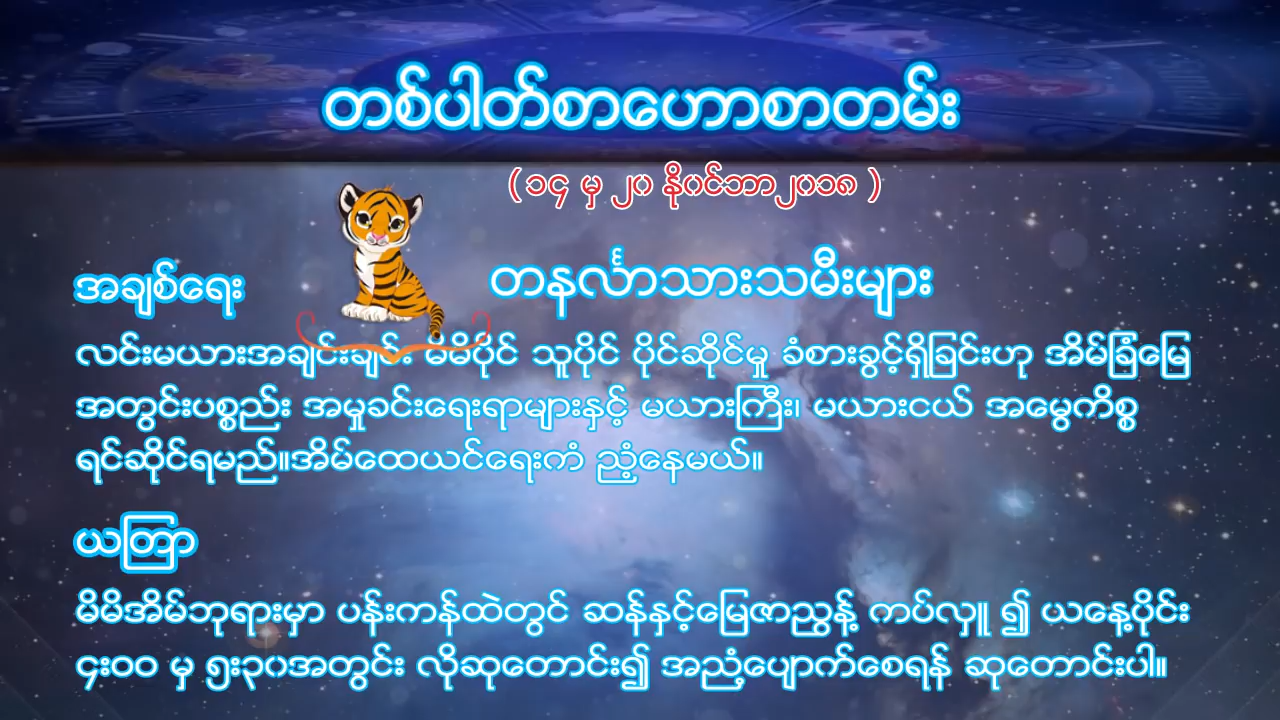 တစ်ပါတ်စာဟောစာတမ်း
( ၁၄ မှ ၂၀ နိုဝင်ဘာ၂၀၁၈ )
အချစ်ရေး
တနင်္လာသားသမီးများ
လင်းမယားအချင်းချင်း မိမိပိုင် သူပိုင် ပိုင်ဆိုင်မှု ခံစားခွင့်ရှိခြင်းဟု အိမ်ခြံမြေ
အတွင်းပစ္စည်း အမှုခင်းရေးရာများနှင့် မယားကြီး၊ မယားငယ် အမွေကိစ္စ
ရင်ဆိုင်ရမည်။အိမ်ထေယင်ရေးကံ ညံ့နေမယ်။
ယတြာ
မိမိအိမ်ဘုရားမှာ ပန်းကန်ထဲတွင် ဆန်နှင့်မြေဇာညွန့် ကပ်လှူ ၍ ယနေ့ပိုင်း
၄း၀၀ မှ ၅း၃၀အတွင်း လိုဆုတောင်း၍ အညံ့ပျောက်စေရန် ဆုတောင်းပါ။